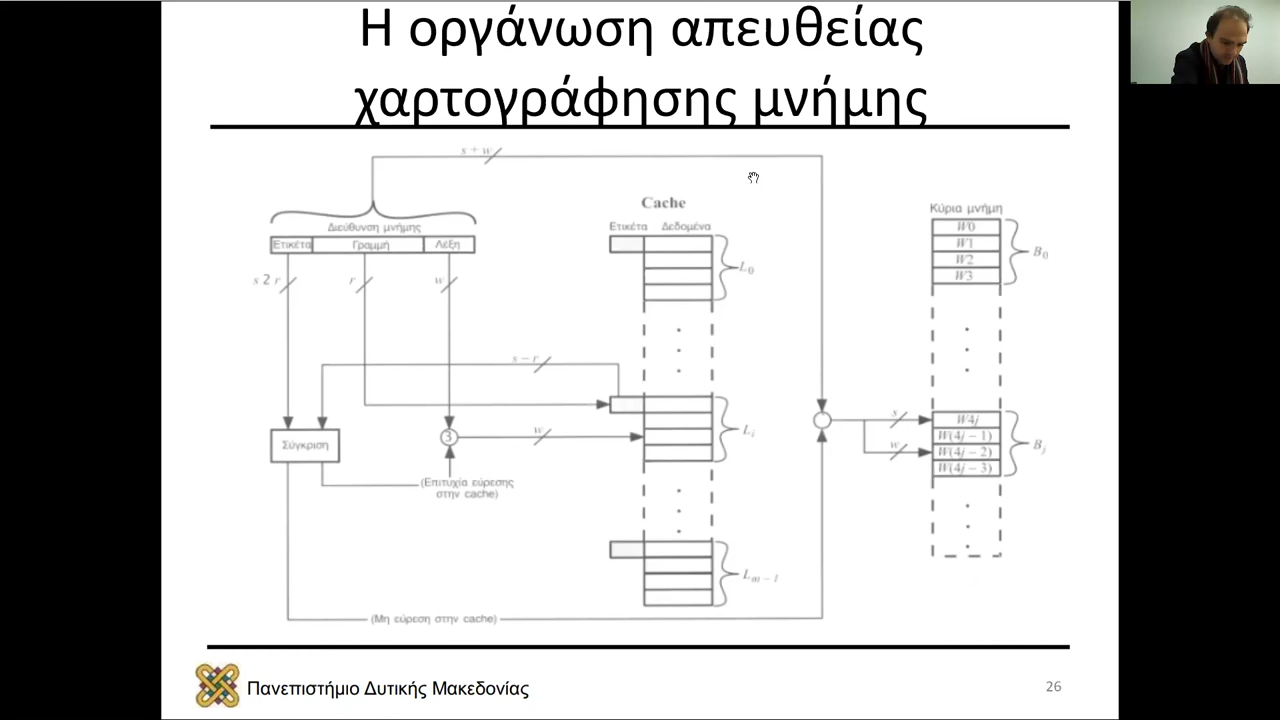 Η οργάνωση απευθείας
χαρτογράφησης μνήμης
s + w
Cache
Διεύθυνση μνήμης
Ετικέτα Γραμμή Λέξη
Ετικέτα Δεδομένα
Κύρια μνήμη
W0
W1
W2
W3
B0
L0
s 2 r
r
w
s – r
Σύγκριση
3
w
(Επιτυχία εύρεσης
στην cache)
Li
s
w
W4j
W(4j – 1)
W(4j – 2)
W(4j – 3)
Bj
Lm – 1
(Μη εύρεση στην cache)
Πανεπιστήμιο Δυτικής Μακεδονίας
26